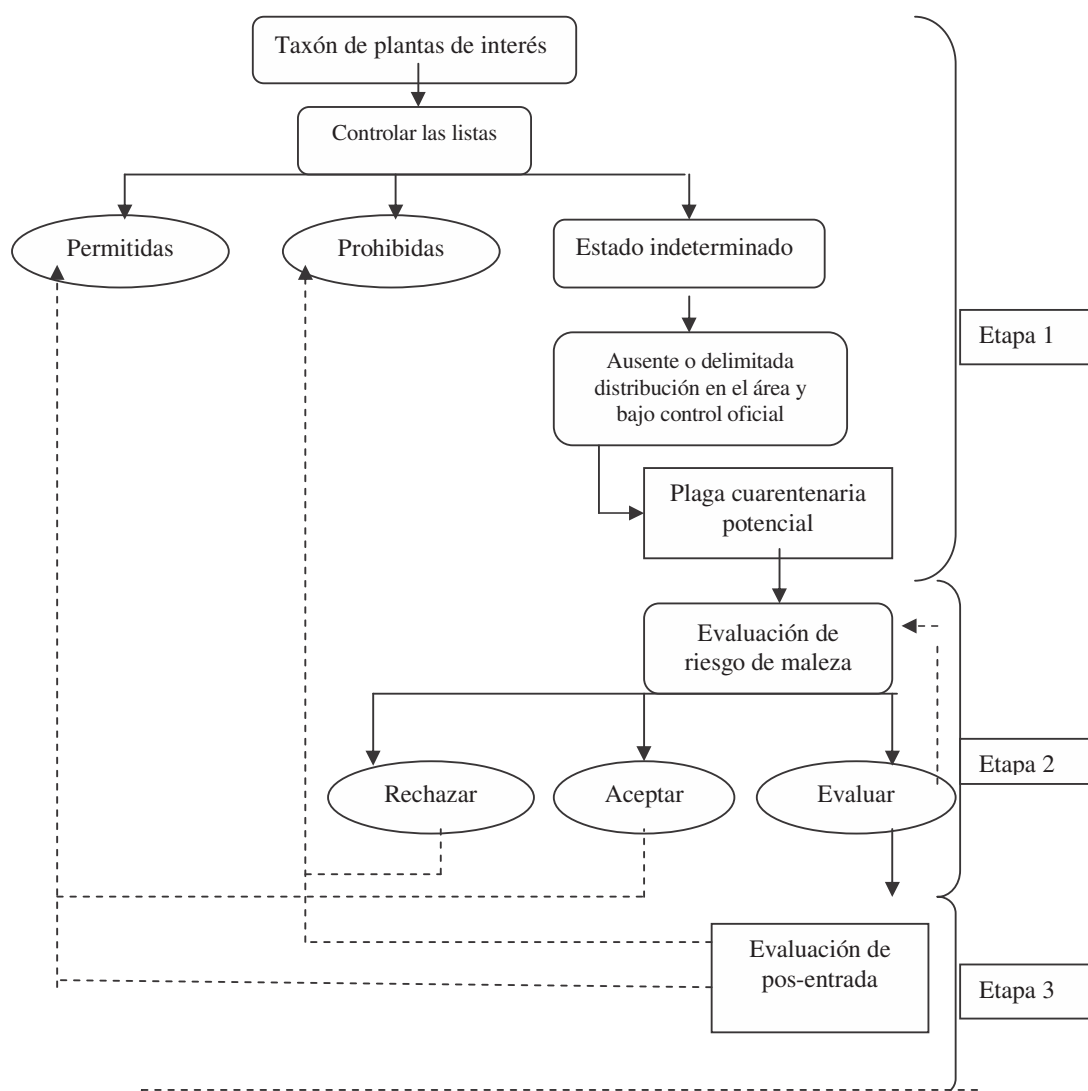 Taxón de plantas de interés
Controlar las listas
Permitidas
Prohibidas
Estado indeterminado
Etapa 1
Ausente o delimitada
distribución en el área y
bajo control oficial
Plaga cuarentenaria
potencial
Evaluación de
riesgo de maleza
Etapa 2
Rechazar
Aceptar
Evaluar
Evaluación de
pos-entrada
Etapa 3